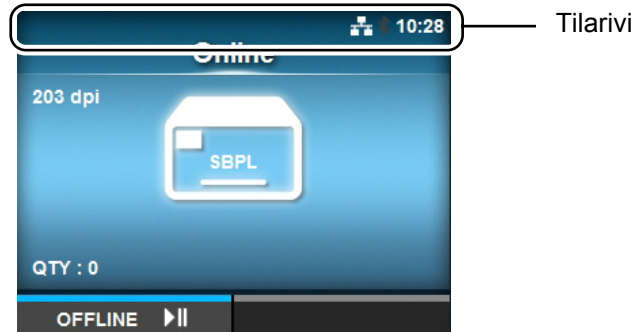 10:28
Tilarivi
Online
203 dpi
SBPL
QTY : 0
OFFLINE